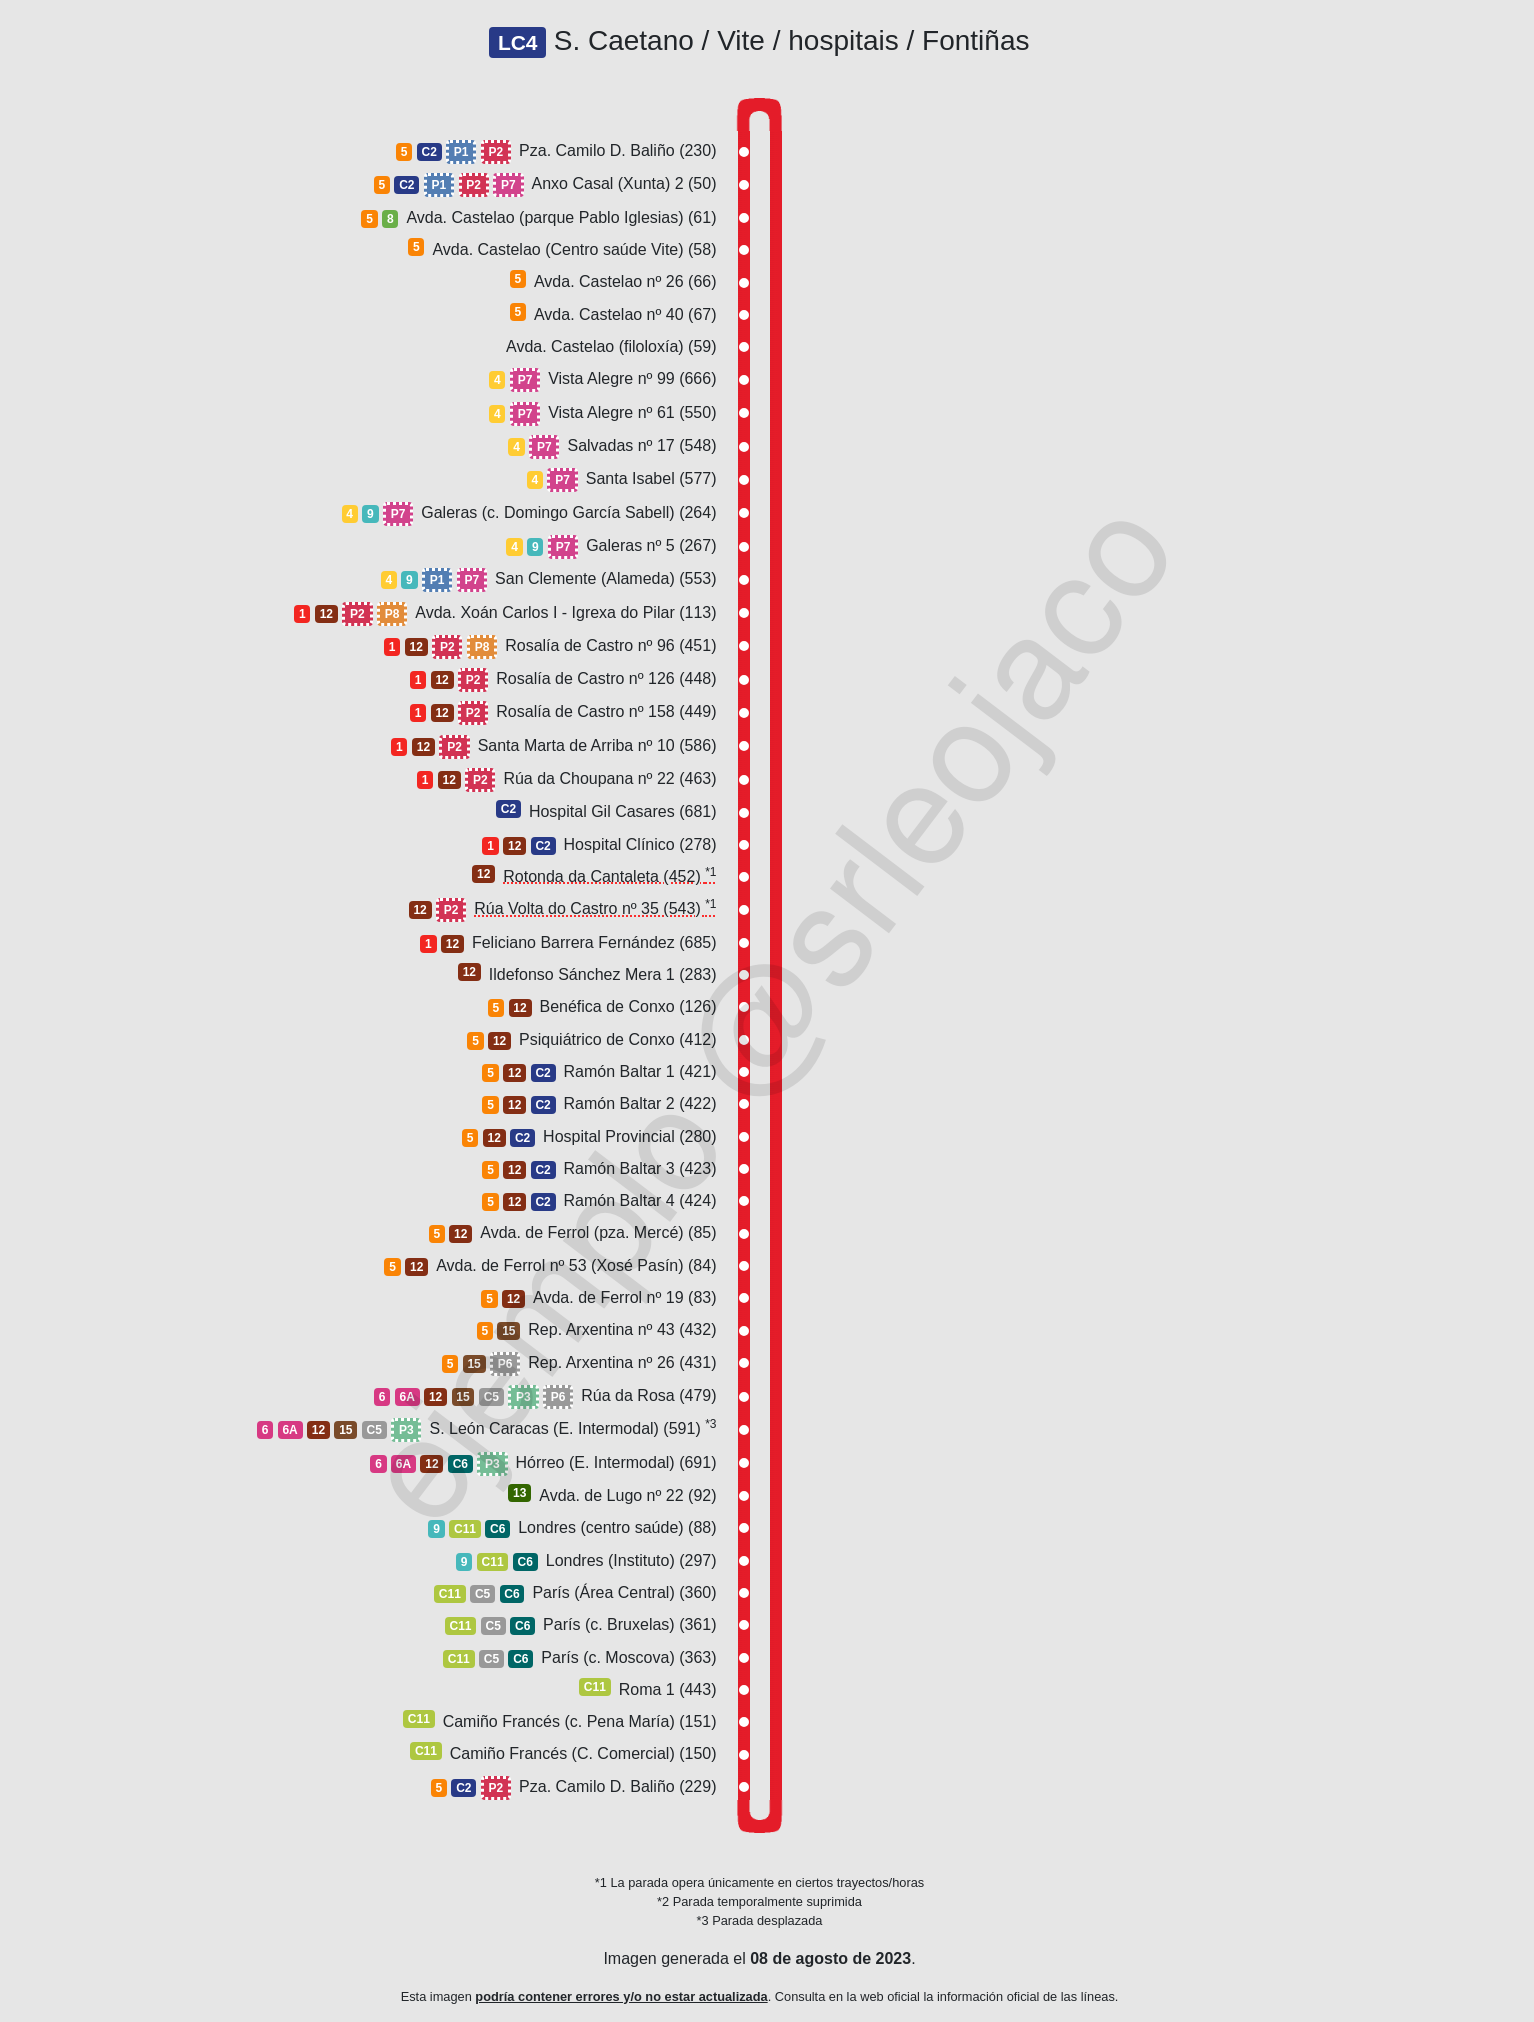 LC4 S. Caetano / Vite / hospitais / Fontiñas
5 C2 P1 P2 Pza. Camilo D. Baliño (230)
5 C2 P1 P2 P7 Anxo Casal (Xunta) 2 (50)
5 8 Avda. Castelao (parque Pablo Iglesias) (61)
5 Avda. Castelao (Centro saúde Vite) (58)
5 Avda. Castelao nº 26 (66)
5 Avda. Castelao nº 40 (67)
Avda. Castelao (filoloxía) (59)
4 P7 Vista Alegre nº 99 (666)
4 P7 Vista Alegre nº 61 (550)
4 P7 Salvadas nº 17 (548)
4 P7 Santa Isabel (577)
4 9 P7 Galeras (c. Domingo García Sabell) (264)
4 9 P7 Galeras nº 5 (267)
4 9 P1 P7 San Clemente (Alameda) (553)
1 12 P2 P8 Avda. Xoán Carlos I - Igrexa do Pilar (113)
1 12 P2 P8 Rosalía de Castro nº 96 (451)
1 12 P2 Rosalía de Castro nº 126 (448)
1 12 P2 Rosalía de Castro nº 158 (449)
1 12 P2 Santa Marta de Arriba nº 10 (586)
1 12 P2 Rúa da Choupana nº 22 (463)
C2 Hospital Gil Casares (681)
1 12 C2 Hospital Clínico (278)
12 Rotonda da Cantaleta (452) *1
12 P2 Rúa Volta do Castro nº 35 (543) *1
1 12 Feliciano Barrera Fernández (685)
12 Ildefonso Sánchez Mera 1 (283)
5 12 Benéfica de Conxo (126)
5 12 Psiquiátrico de Conxo (412)
5 12 C2 Ramón Baltar 1 (421)
5 12 C2 Ramón Baltar 2 (422)
5 12 C2 Hospital Provincial (280)
5 12 C2 Ramón Baltar 3 (423)
5 12 C2 Ramón Baltar 4 (424)
5 12 Avda. de Ferrol (pza. Mercé) (85)
5 12 Avda. de Ferrol nº 53 (Xosé Pasín) (84)
5 12 Avda. de Ferrol nº 19 (83)
5 15 Rep. Arxentina nº 43 (432)
5 15 P6 Rep. Arxentina nº 26 (431)
6 6A 12 15 C5 P3 P6 Rúa da Rosa (479)
6 6A 12 15 C5 P3 S. León Caracas (E. Intermodal) (591) *3
6 6A 12 C6 P3 Hórreo (E. Intermodal) (691)
13 Avda. de Lugo nº 22 (92)
9 C11 C6 Londres (centro saúde) (88)
9 C11 C6 Londres (Instituto) (297)
C11 C5 C6 París (Área Central) (360)
C11 C5 C6 París (c. Bruxelas) (361)
C11 C5 C6 París (c. Moscova) (363)
C11 Roma 1 (443)
C11 Camiño Francés (c. Pena María) (151)
C11 Camiño Francés (C. Comercial) (150)
5 C2 P2 Pza. Camilo D. Baliño (229)
ejemplo @srleojaco
*1 La parada opera únicamente en ciertos trayectos/horas
*2 Parada temporalmente suprimida
*3 Parada desplazada
Imagen generada el 08 de agosto de 2023.
Esta imagen podría contener errores y/o no estar actualizada. Consulta en la web oficial la información oficial de las líneas.